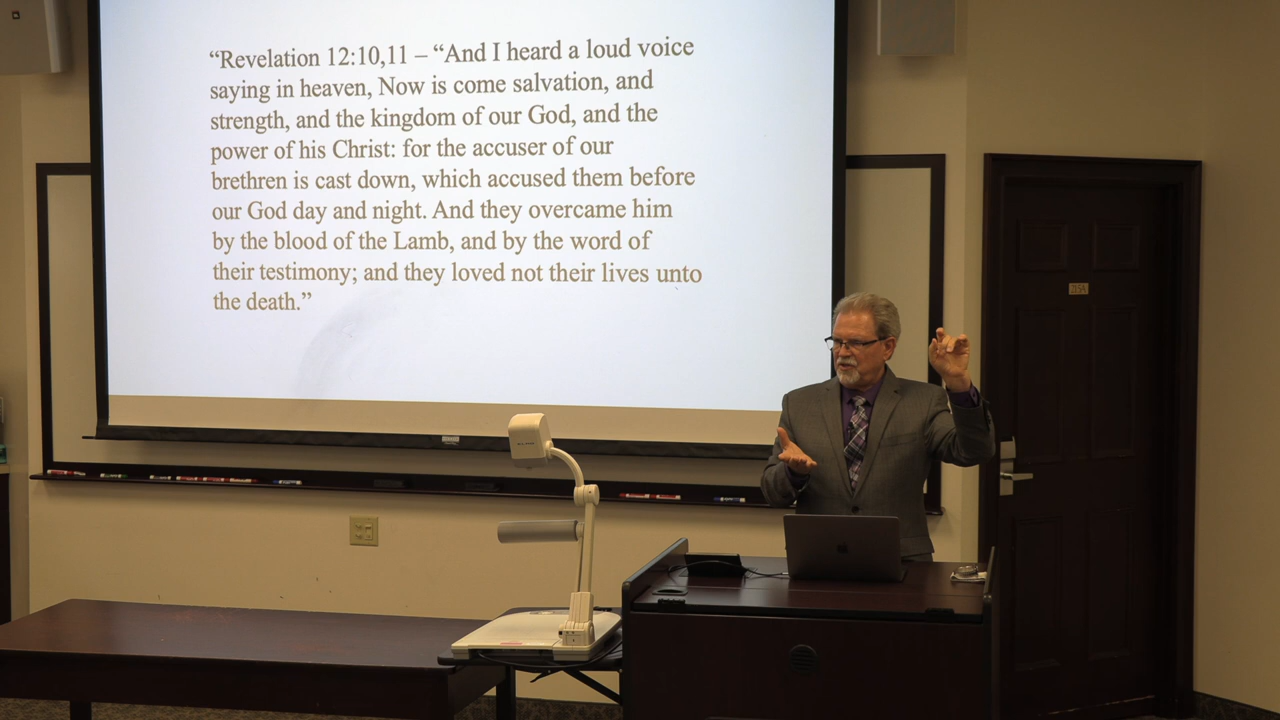 “Revelation 12:10,11 – “And I heard a loud voice
saying in heaven, Now is come salvation, and
strength, and the kingdom of our God, and the
power of his Christ: for the accuser of our
brethren is cast down, which accused them before
our God day and night. And they overcame him
by the blood of the Lamb, and by the word of
their testimony; and they loved not their lives unto
the death.”